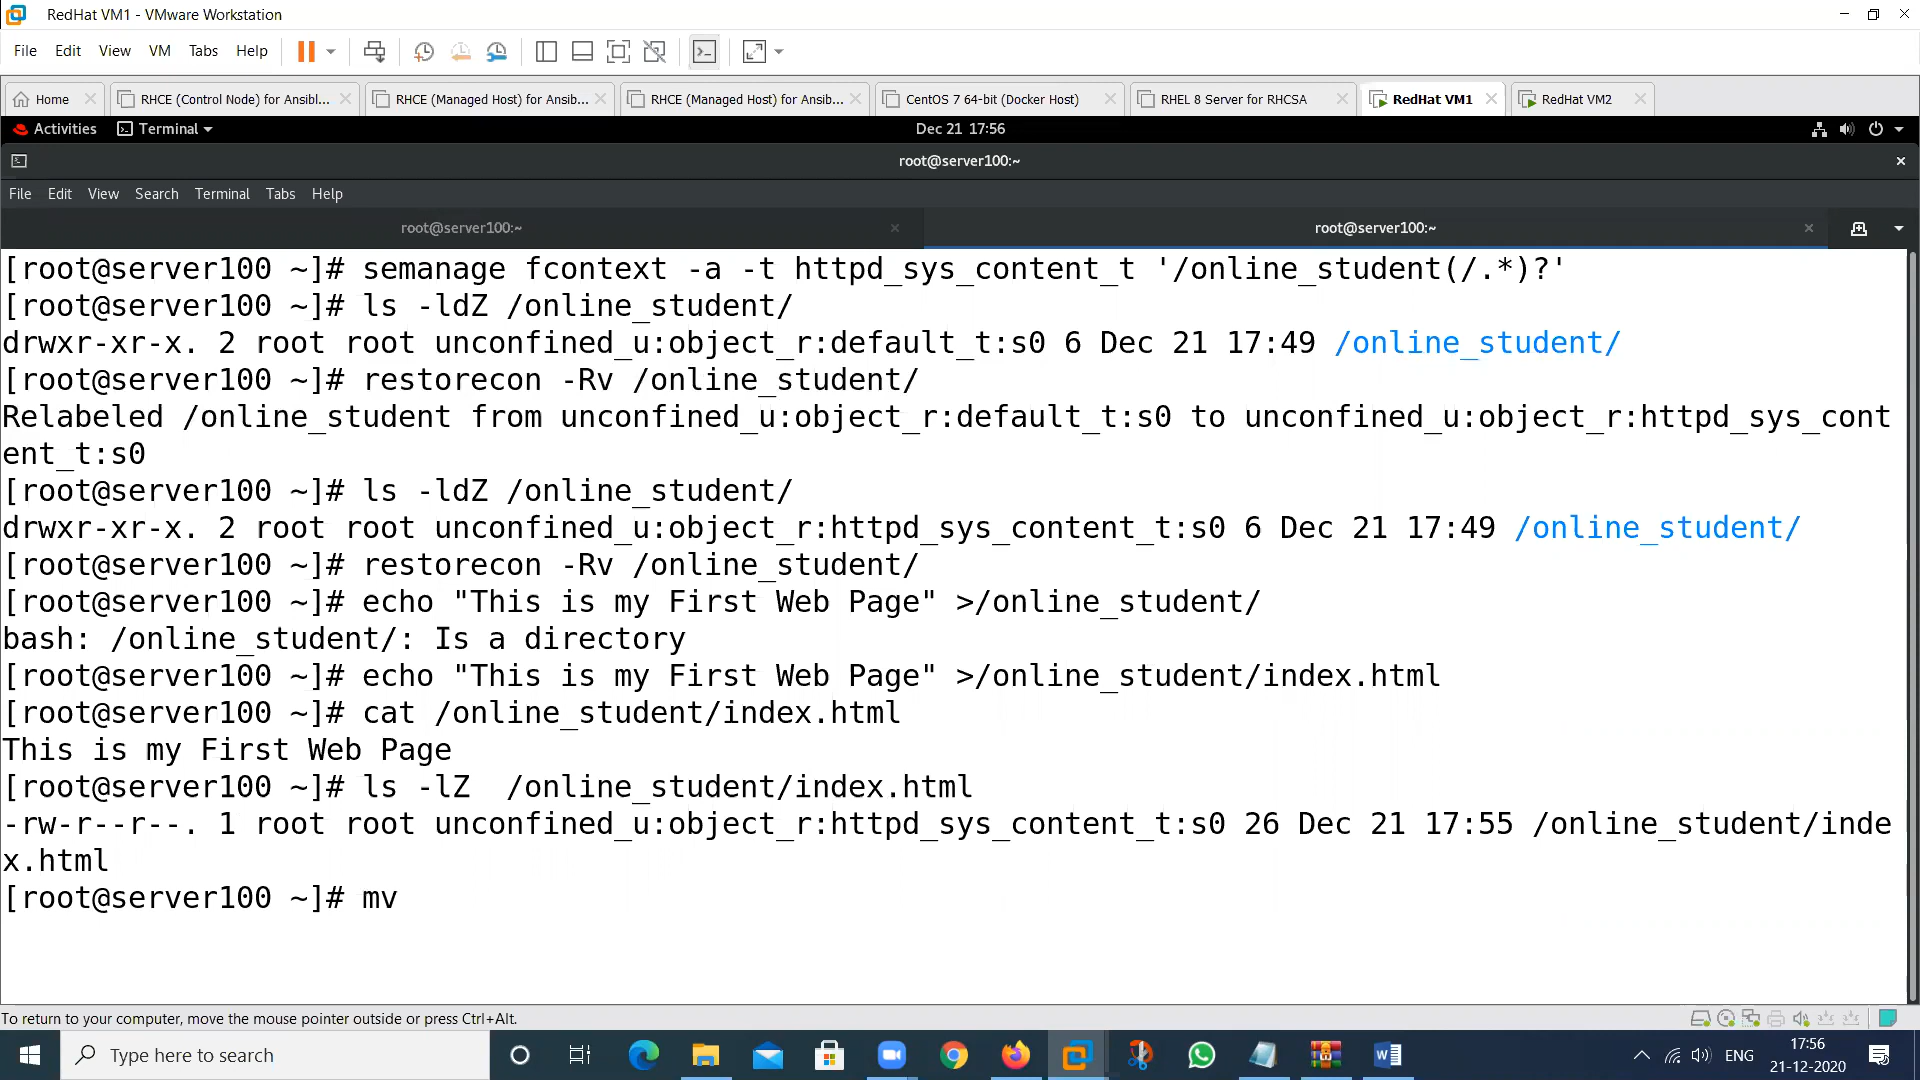 RedHat VM1 - VMware Workstation
File Edit View VM Tabs Help
Home RHCE (Control Node) for Ansibl... RHCE (Managed Host) for Ansib... RHCE (Managed Host) for Ansib... CentOS 7 64-bit (Docker Host) RHEL 8 Server for RHCSA RedHat VM1 RedHat VM2
Activities Terminal Dec 21 17:56
root@server100:~
File Edit View Search Terminal Tabs Help
root@server100:~ root@server100:~
[root@server100 ~]# semanage fcontext -a -t httpd_sys_content_t '/online_student(/.*)?'
[root@server100 ~]# ls -ldZ /online_student/
drwxr-xr-x. 2 root root unconfined_u:object_r:default_t:s0 6 Dec 21 17:49 /online_student/
[root@server100 ~]# restorecon -Rv /online_student/
Relabeled /online_student from unconfined_u:object_r:default_t:s0 to unconfined_u:object_r:httpd_sys_cont
ent_t:s0
[root@server100 ~]# ls -ldZ /online_student/
drwxr-xr-x. 2 root root unconfined_u:object_r:httpd_sys_content_t:s0 6 Dec 21 17:49 /online_student/
[root@server100 ~]# restorecon -Rv /online_student/
[root@server100 ~]# echo "This is my First Web Page" >/online_student/
bash: /online_student/: Is a directory
[root@server100 ~]# echo "This is my First Web Page" >/online_student/index.html
[root@server100 ~]# cat /online_student/index.html
This is my First Web Page
[root@server100 ~]# ls -lZ  /online_student/index.html
-rw-r--r--. 1 root root unconfined_u:object_r:httpd_sys_content_t:s0 26 Dec 21 17:55 /online_student/inde
x.html
[root@server100 ~]# mv
To return to your computer, move the mouse pointer outside or press Ctrl+Alt.
Type here to search
ENG 17:56
21-12-2020